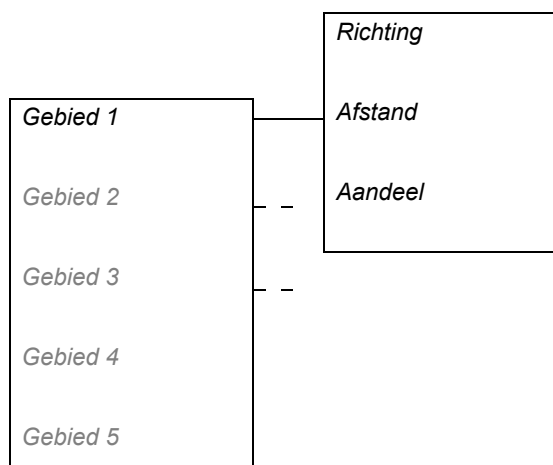 Richting
Afstand
Aandeel
Gebied 1
Gebied 2
Gebied 3
Gebied 4
Gebied 5